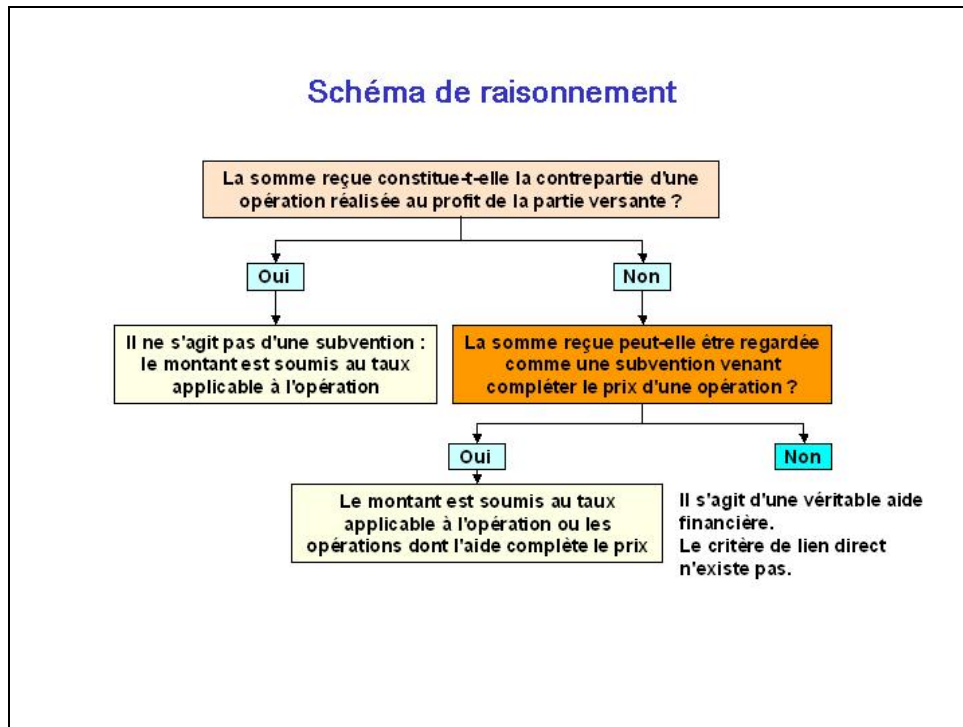 Schéma de raisonnement
La somme reçue constitue-t-elle la contrepartie d'une
opération réalisée au profit de la partie versante ?
Oui
Non
Il ne s'agit pas d'une subvention :
le montant est soumis au taux
applicable à l'opération
La somme reçue peut-elle être regardée
comme une subvention venant
compléter le prix d'une opération ?
Oui
Non
Le montant est soumis au taux
applicable à l'opération ou les
opérations dont l'aide complète le prix
Il s'agit d'une véritable aide
financière.
Le critère de lien direct
n'existe pas.